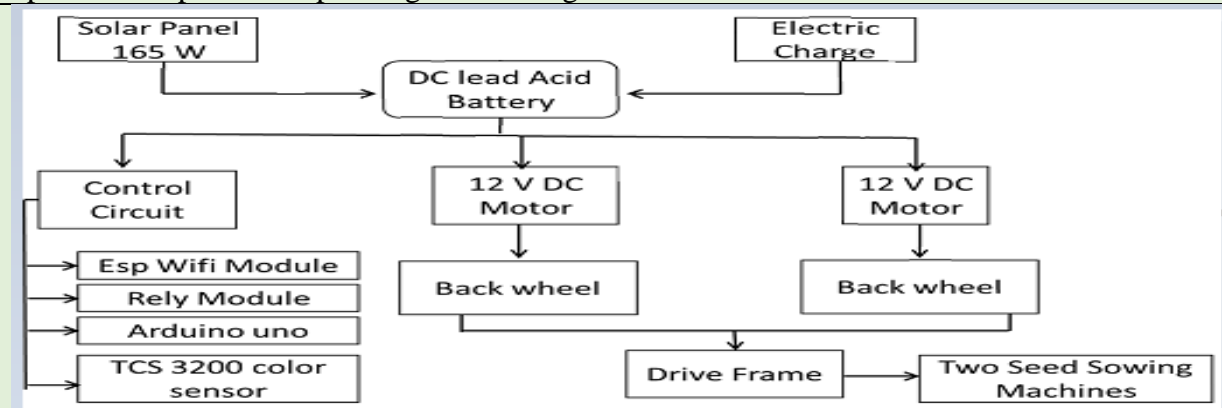 Solar Panel
165 W
Electric
Charge
DC lead Acid
Battery
Control
Circuit
12 V DC
Motor
12 V DC
Motor
Esp Wifi Module
Rely Module
Arduino uno
TCS 3200 color
sensor
Back wheel
Back wheel
Drive Frame
Two Seed Sowing
Machines